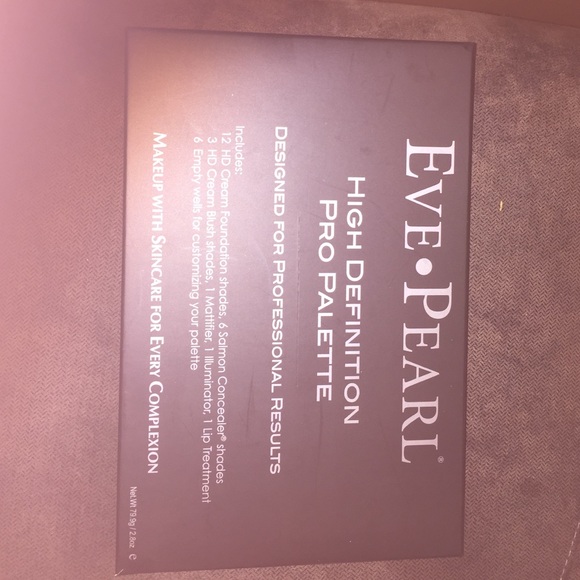 EVE•PEARL®
HIGH DEFINITION
PRO PALETTE
DESIGNED FOR PROFESSIONAL RESULTS
Includes:
12 HD Cream Foundation shades, 6 Salmon Concealer® shades
3 HD Cream Blush shades, 1 Mattifier, 1 Illuminator, 1 Lip Treatment
6 Empty wells for customizing your palette
MAKEUP WITH SKINCARE FOR EVERY COMPLEXION
Net.Wt 79.9g / 2.8oz ℮